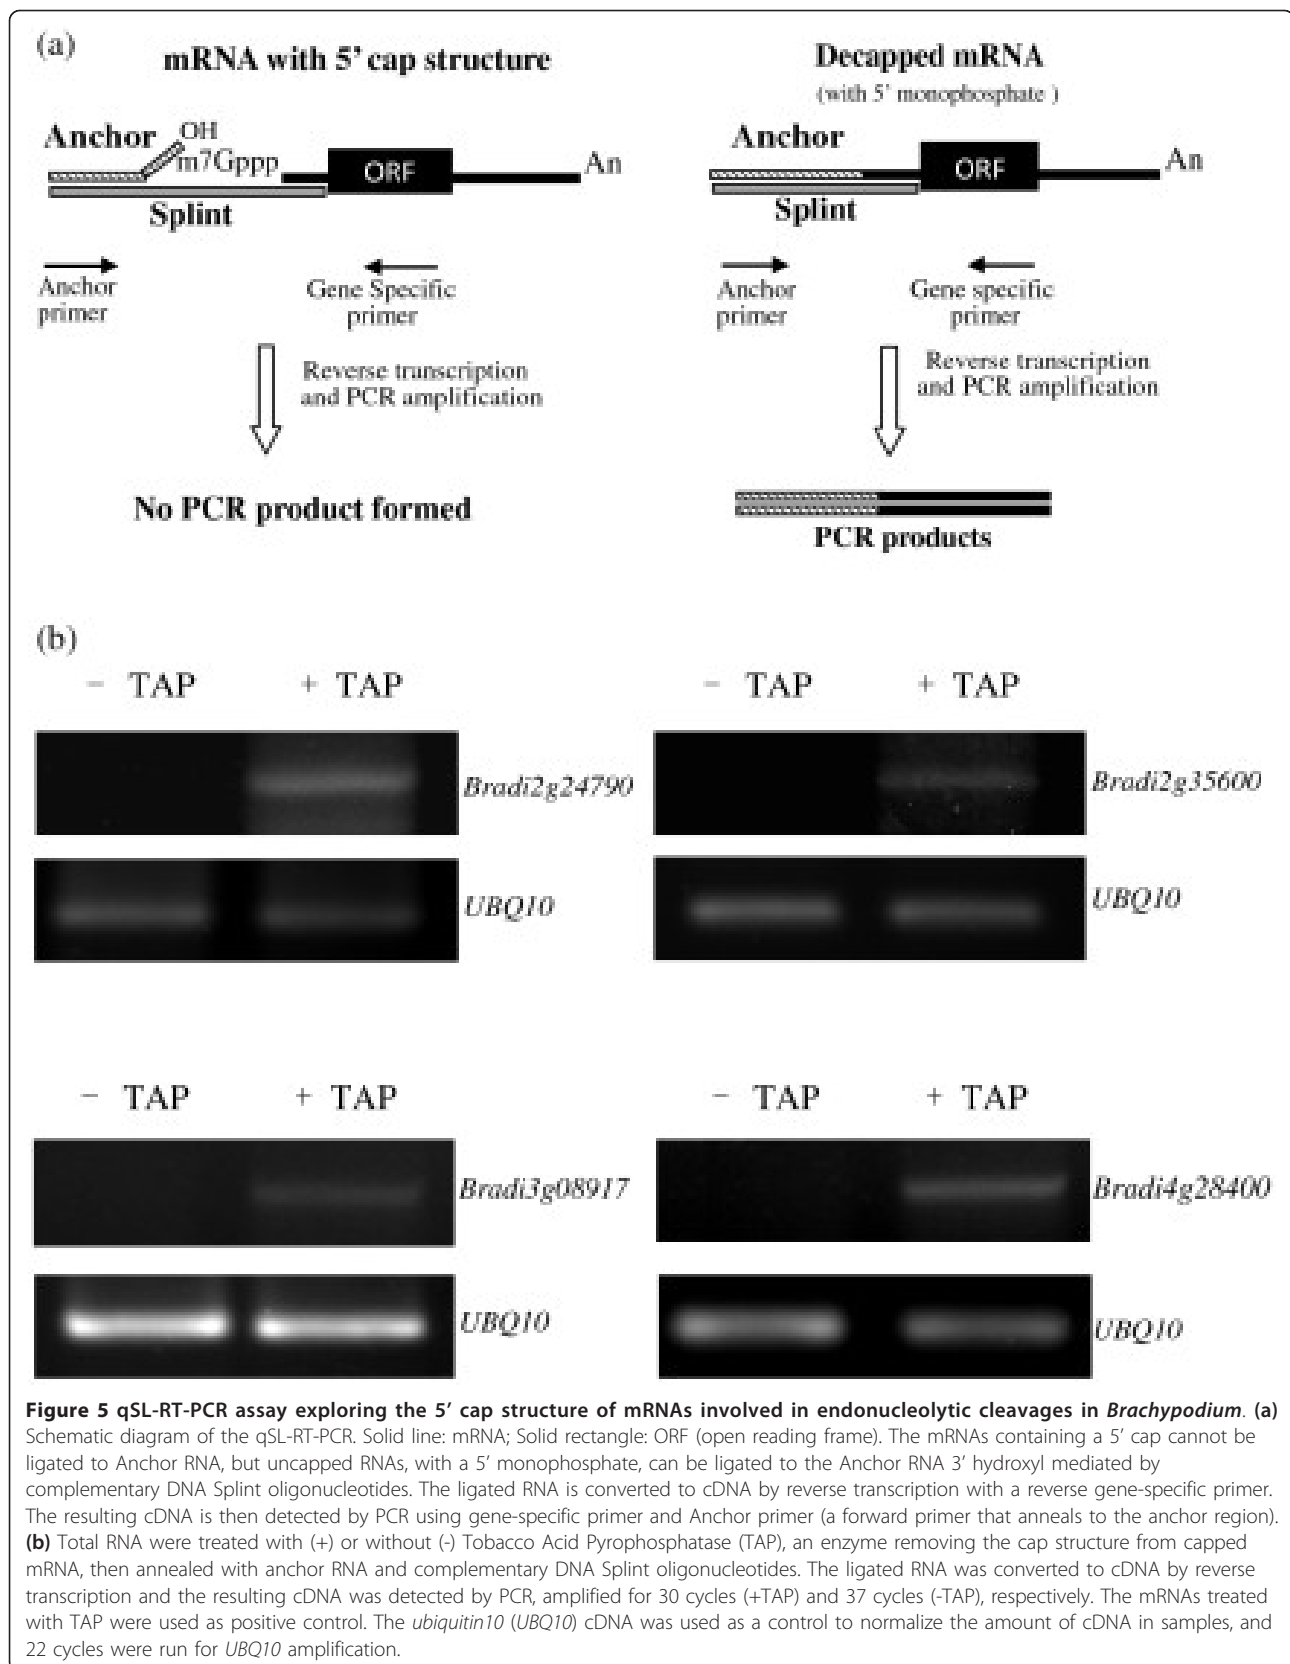 (a)
mRNA with 5' cap structure
Anchor
OH
m7Gppp
ORF
An
Splint
Anchor
primer
Gene Specific
primer
Reverse transcription
and PCR amplification
No PCR product formed
Decapped mRNA
(with 5' monophosphate )
Anchor
ORF
An
Splint
Anchor
primer
Gene specific
primer
Reverse transcription
and PCR amplification
PCR products
(b)
- TAP + TAP
Bradi2g24790
UBQ10
- TAP + TAP
Bradi2g35600
UBQ10
- TAP + TAP
Bradi3g08917
UBQ10
- TAP + TAP
Bradi4g28400
UBQ10
Figure 5 qSL-RT-PCR assay exploring the 5' cap structure of mRNAs involved in endonucleolytic cleavages in Brachypodium. (a)
Schematic diagram of the qSL-RT-PCR. Solid line: mRNA; Solid rectangle: ORF (open reading frame). The mRNAs containing a 5' cap cannot be
ligated to Anchor RNA, but uncapped RNAs, with a 5' monophosphate, can be ligated to the Anchor RNA 3' hydroxyl mediated by
complementary DNA Splint oligonucleotides. The ligated RNA is converted to cDNA by reverse transcription with a reverse gene-specific primer.
The resulting cDNA is then detected by PCR using gene-specific primer and Anchor primer (a forward primer that anneals to the anchor region).
(b) Total RNA were treated with (+) or without (-) Tobacco Acid Pyrophosphatase (TAP), an enzyme removing the cap structure from capped
mRNA, then annealed with anchor RNA and complementary DNA Splint oligonucleotides. The ligated RNA was converted to cDNA by reverse
transcription and the resulting cDNA was detected by PCR, amplified for 30 cycles (+TAP) and 37 cycles (-TAP), respectively. The mRNAs treated
with TAP were used as positive control. The ubiquitin10 (UBQ10) cDNA was used as a control to normalize the amount of cDNA in samples, and
22 cycles were run for UBQ10 amplification.